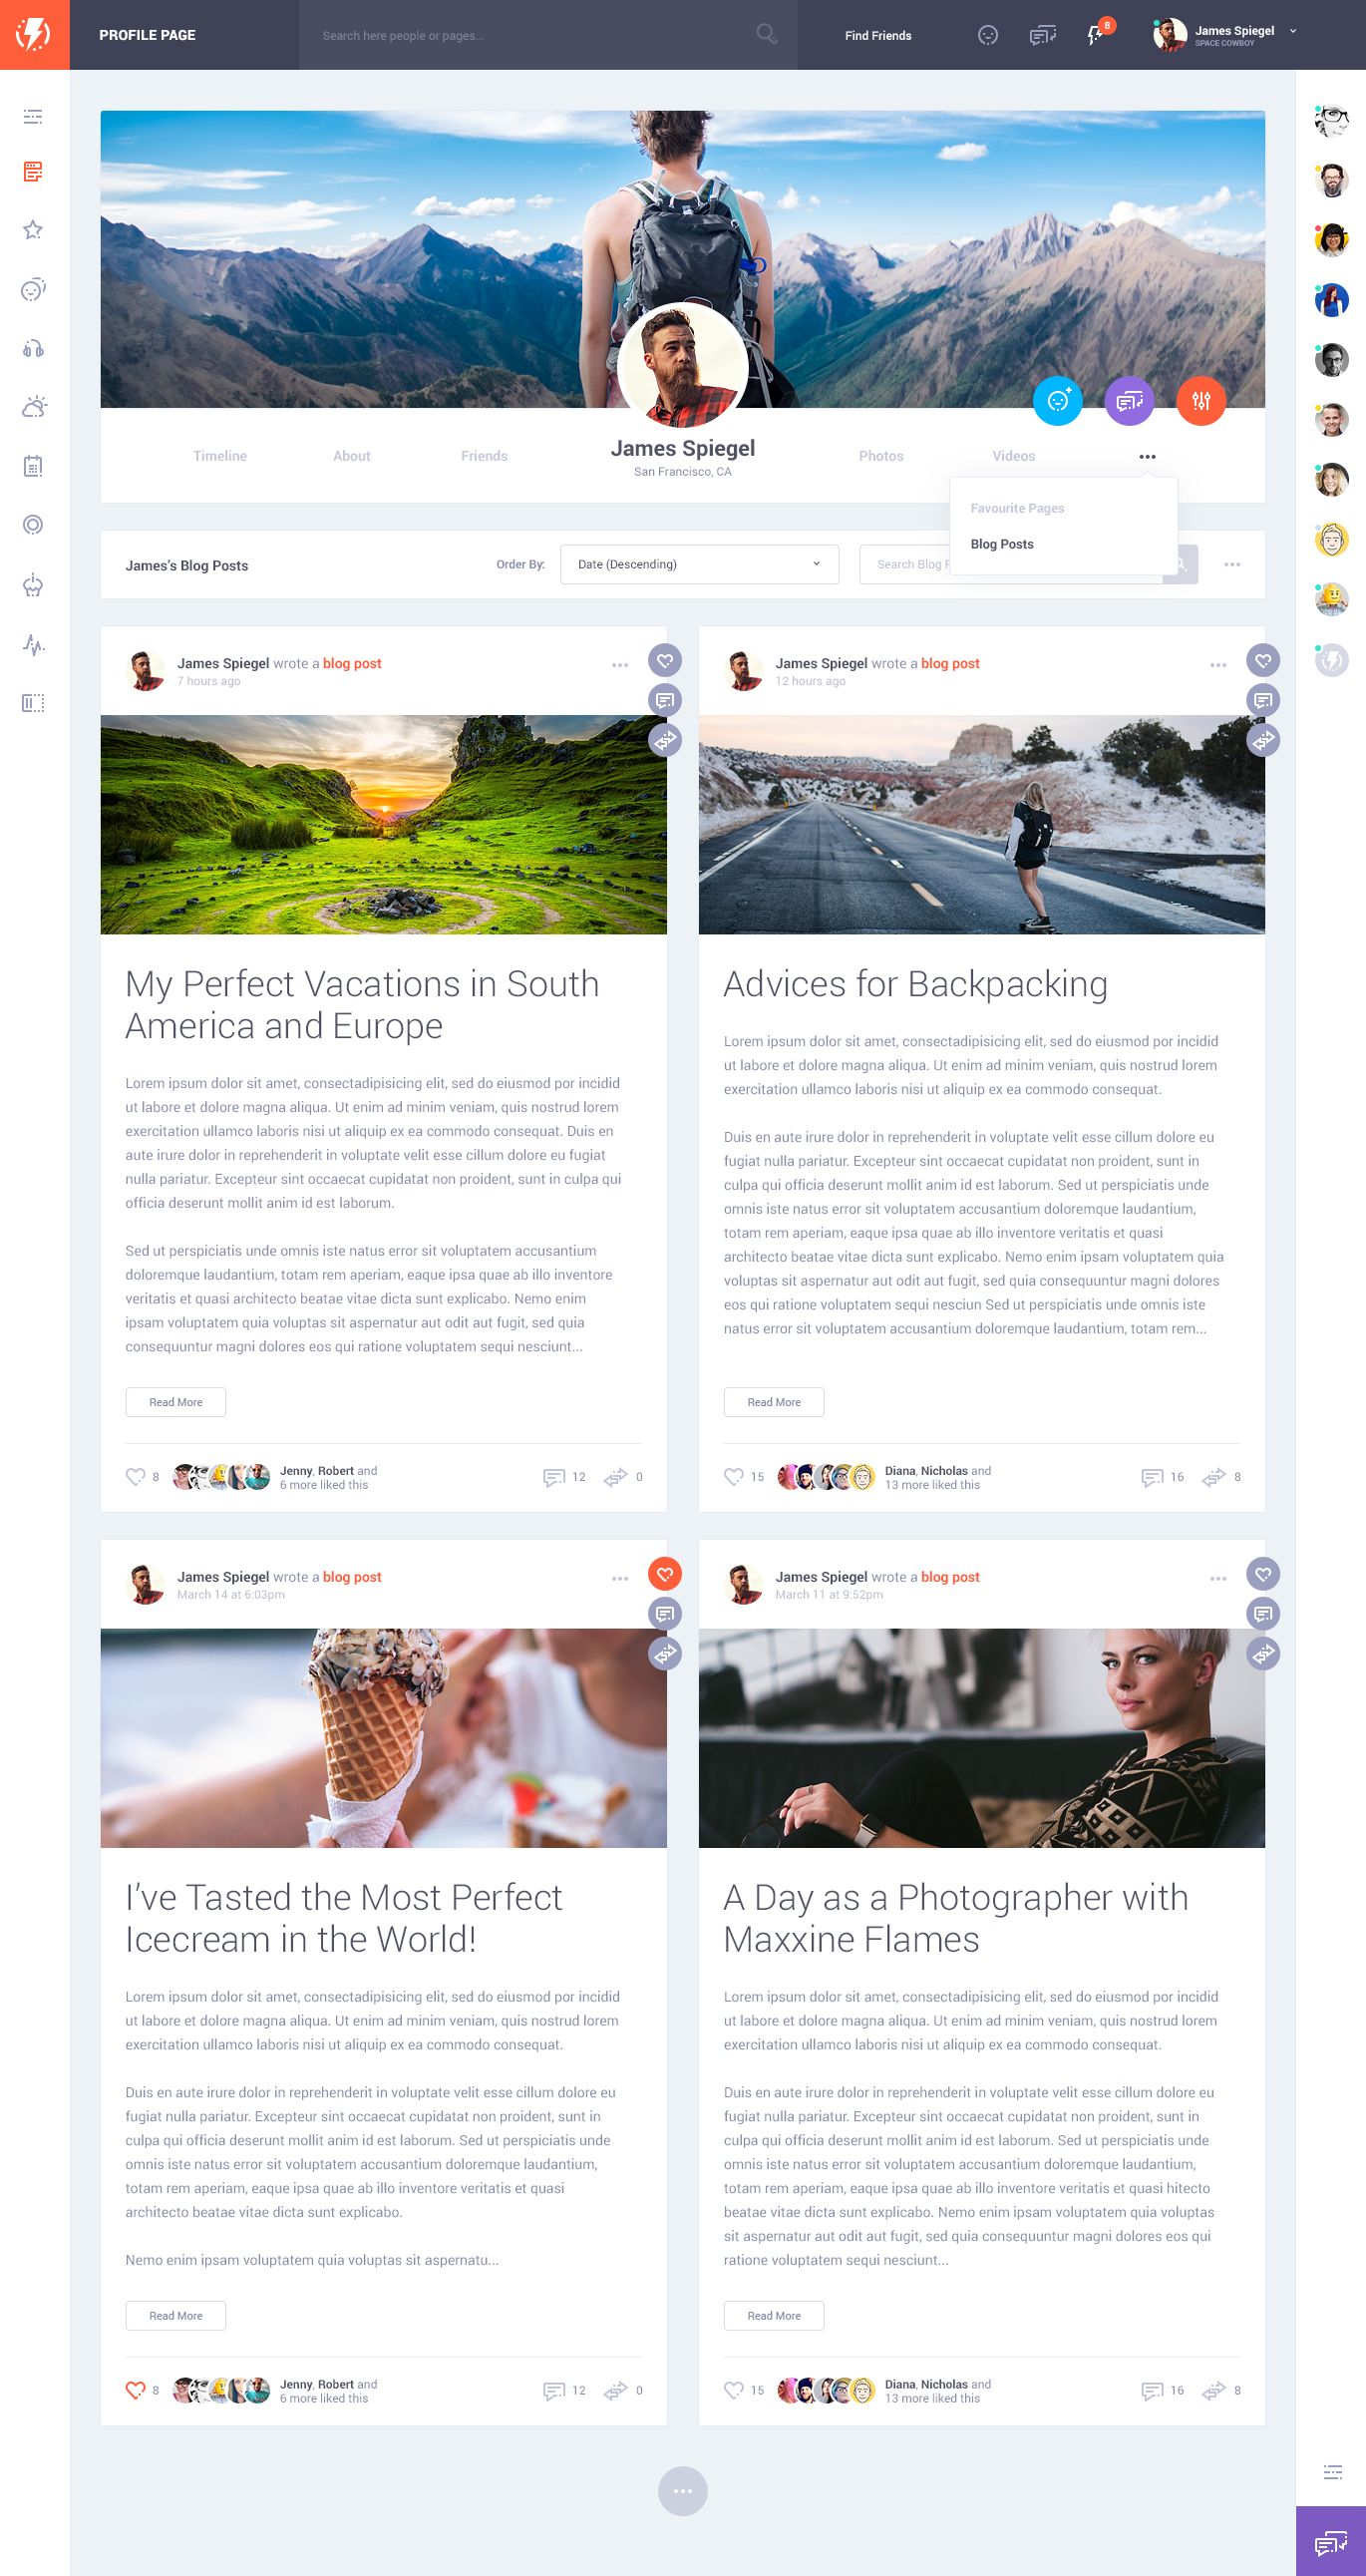 PROFILE PAGE
Search here people or pages...
Find Friends
8
James Spiegel
SPACE COWBOY
Timeline
About
Friends
James Spiegel
San Francisco, CA
Photos
Videos
Favourite Pages
Blog Posts
James's Blog Posts
Order By:
Date (Descending)
Search Blog
James Spiegel wrote a blog post
7 hours ago
My Perfect Vacations in South
America and Europe
Lorem ipsum dolor sit amet, consectadipisicing elit, sed do eiusmod por incidid
ut labore et dolore magna aliqua. Ut enim ad minim veniam, quis nostrud lorem
exercitation ullamco laboris nisi ut aliquip ex ea commodo consequat. Duis en
aute irure dolor in reprehenderit in voluptate velit esse cillum dolore eu fugiat
nulla pariatur. Excepteur sint occaecat cupidatat non proident, sunt in culpa qui
officia deserunt mollit anim id est laborum.
Sed ut perspiciatis unde omnis iste natus error sit voluptatem accusantium
doloremque laudantium, totam rem aperiam, eaque ipsa quae ab illo inventore
veritatis et quasi architecto beatae vitae dicta sunt explicabo. Nemo enim
ipsam voluptatem quia voluptas sit aspernatur aut odit aut fugit, sed quia
consequuntur magni dolores eos qui ratione voluptatem sequi nesciunt...
Read More
8
Jenny, Robert and
6 more liked this
12
0
James Spiegel wrote a blog post
12 hours ago
Advices for Backpacking
Lorem ipsum dolor sit amet, consectadipisicing elit, sed do eiusmod por incidid
ut labore et dolore magna aliqua. Ut enim ad minim veniam, quis nostrud lorem
exercitation ullamco laboris nisi ut aliquip ex ea commodo consequat.
Duis en aute irure dolor in reprehenderit in voluptate velit esse cillum dolore eu
fugiat nulla pariatur. Excepteur sint occaecat cupidatat non proident, sunt in
culpa qui officia deserunt mollit anim id est laborum. Sed ut perspiciatis unde
omnis iste natus error sit voluptatem accusantium doloremque laudantium,
totam rem aperiam, eaque ipsa quae ab illo inventore veritatis et quasi
architecto beatae vitae dicta sunt explicabo. Nemo enim ipsam voluptatem quia
voluptas sit aspernatur aut odit aut fugit, sed quia consequuntur magni dolores
eos qui ratione voluptatem sequi nesciun Sed ut perspiciatis unde omnis iste
natus error sit voluptatem accusantium doloremque laudantium, totam rem...
Read More
15
Diana, Nicholas and
13 more liked this
16
8
James Spiegel wrote a blog post
March 14 at 6:03pm
I've Tasted the Most Perfect
Icecream in the World!
Lorem ipsum dolor sit amet, consectadipisicing elit, sed do eiusmod por incidid
ut labore et dolore magna aliqua. Ut enim ad minim veniam, quis nostrud lorem
exercitation ullamco laboris nisi ut aliquip ex ea commodo consequat.
Duis en aute irure dolor in reprehenderit in voluptate velit esse cillum dolore eu
fugiat nulla pariatur. Excepteur sint occaecat cupidatat non proident, sunt in
culpa qui officia deserunt mollit anim id est laborum. Sed ut perspiciatis unde
omnis iste natus error sit voluptatem accusantium doloremque laudantium,
totam rem aperiam, eaque ipsa quae ab illo inventore veritatis et quasi
architecto beatae vitae dicta sunt explicabo.
Nemo enim ipsam voluptatem quia voluptas sit aspernatu...
Read More
8
Jenny, Robert and
6 more liked this
12
0
James Spiegel wrote a blog post
March 11 at 9:52pm
A Day as a Photographer with
Maxxine Flames
Lorem ipsum dolor sit amet, consectadipisicing elit, sed do eiusmod por incidid
ut labore et dolore magna aliqua. Ut enim ad minim veniam, quis nostrud lorem
exercitation ullamco laboris nisi ut aliquip ex ea commodo consequat.
Duis en aute irure dolor in reprehenderit in voluptate velit esse cillum dolore eu
fugiat nulla pariatur. Excepteur sint occaecat cupidatat non proident, sunt in
culpa qui officia deserunt mollit anim id est laborum. Sed ut perspiciatis unde
omnis iste natus error sit voluptatem accusantium doloremque laudantium,
totam rem aperiam, eaque ipsa quae ab illo inventore veritatis et quasi hitecto
beatae vitae dicta sunt explicabo. Nemo enim ipsam voluptatem quia voluptas
sit aspernatur aut odit aut fugit, sed quia consequuntur magni dolores eos qui
ratione voluptatem sequi nesciunt...
Read More
15
Diana, Nicholas and
13 more liked this
16
8